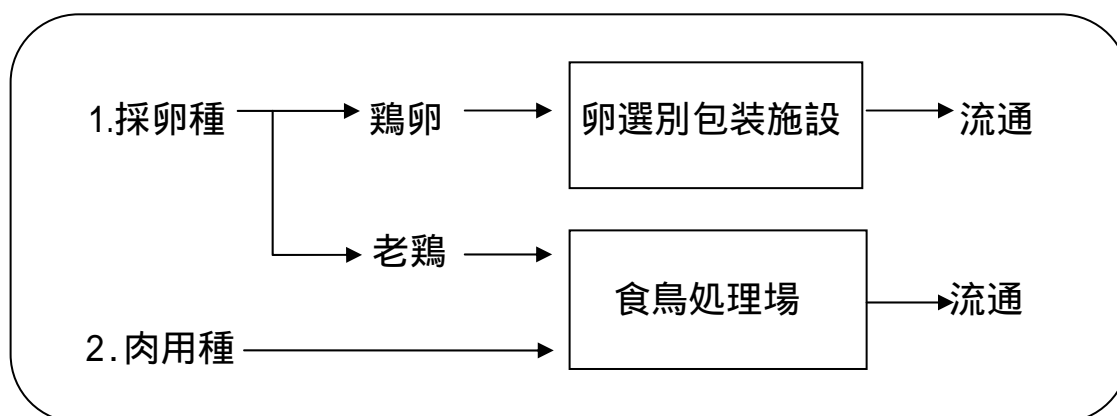 1.採卵種
鶏卵
卵選別包装施設
流通
老鶏
食鳥処理場
流通
2.肉用種